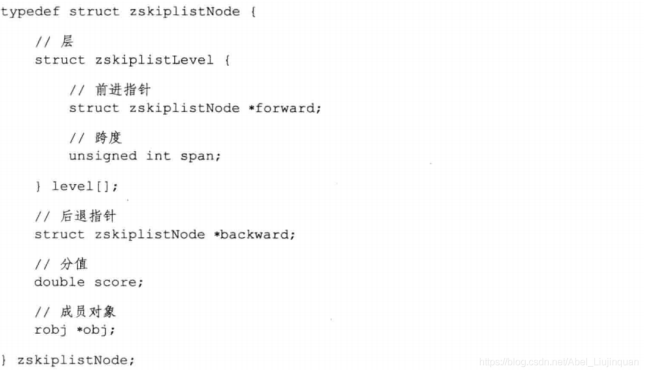 typedef struct zskiplistNode {
// 层
struct zskiplistLevel {
// 前进指针
struct zskiplistNode *forward;
// 跨度
unsigned int span;
} level[];
// 后退指针
struct zskiplistNode *backward;
// 分值
double score;
// 成员对象
robj *obj;
} zskiplistNode;
https://blog.csdn.net/Abel_Liujinquan